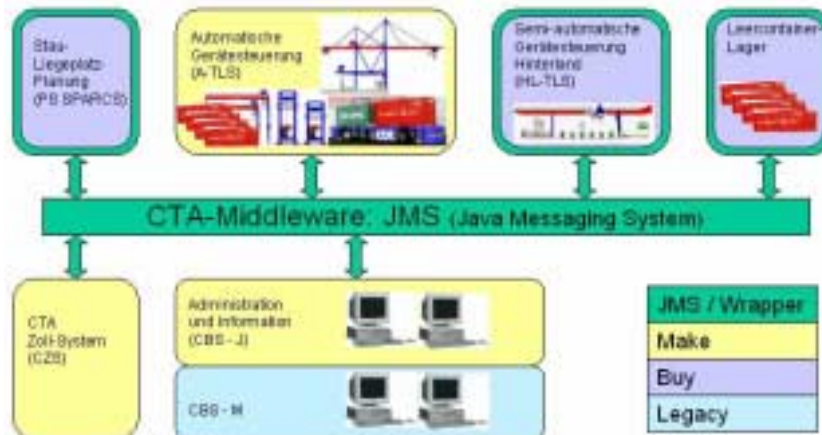 Stau-
Liegeplatz
Planung
(PS SPARCS)
Automatische
Gerätesteuerung
(A-TLS)
Semi-automatische
Gerätesteuerung
Hinterland
(HL-TLS)
Leercontainer-
Lager
CTA-Middleware: JMS (Java Messaging System)
CTA
Zoll-System
(CZS)
Administration
und Information
(CBS - J)
CBS - M
JMS / Wrapper
Make
Buy
Legacy